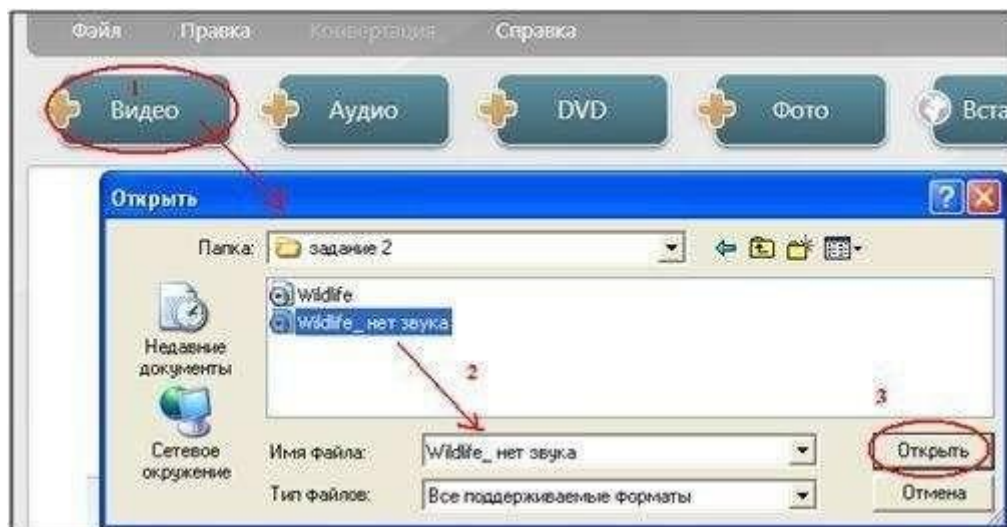 Файл Правка Конвертация Справка
1
Видео Аудио DVD Фото Вста
Открыть
Папка: задание 2
Wildlife
Wildlife_ нет звука
Недавние
документы
2
3
Сетевое
окружение
Имя файла: Wildlife_ нет звука Открыть
Тип файлов: Все поддерживаемые форматы Отмена